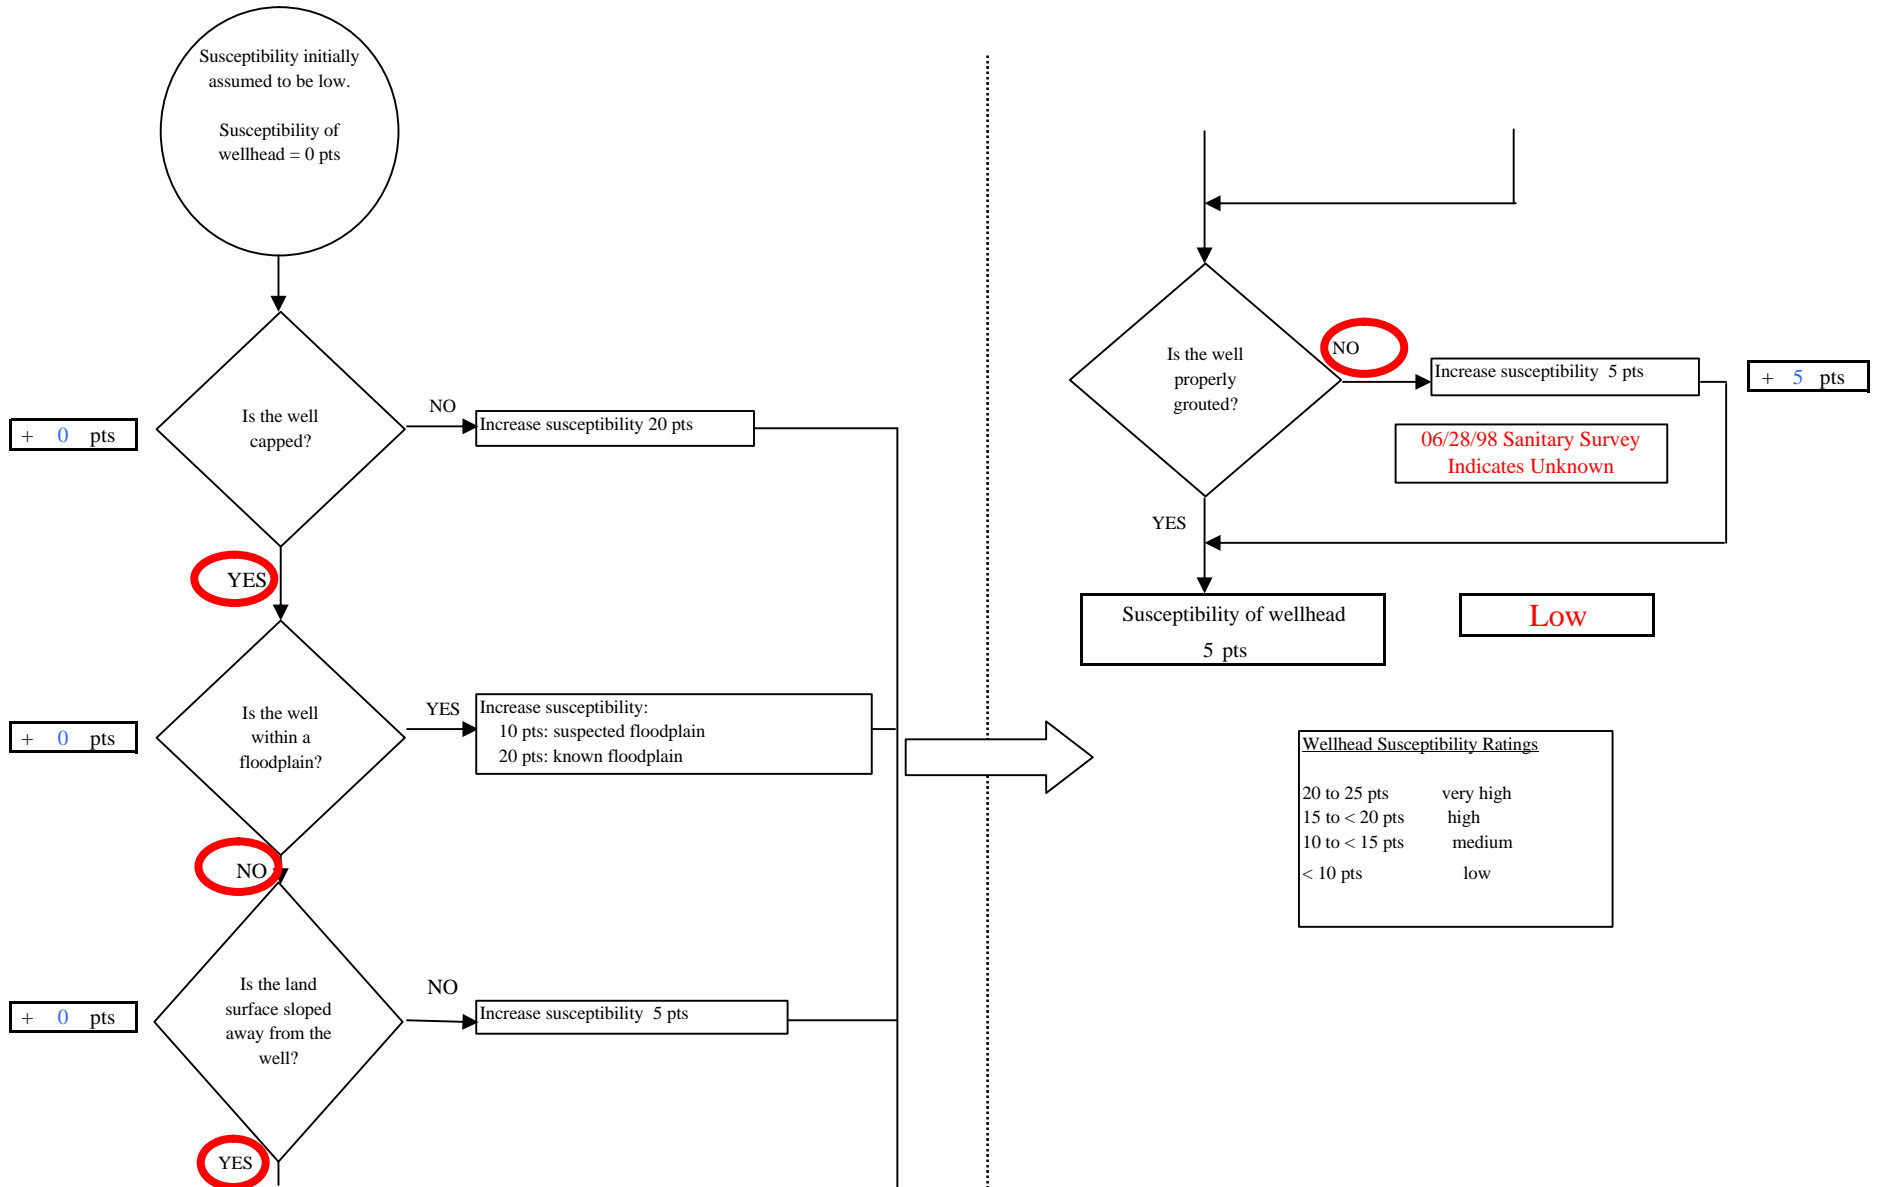 Susceptibility initially
assumed to be low.
Susceptibility of
wellhead = 0 pts
Is the well
capped?
NO
Increase susceptibility 20 pts
+ 0 pts
YES
Is the well
within a
floodplain?
YES
Increase susceptibility:
10 pts: suspected floodplain
20 pts: known floodplain
+ 0 pts
NO
Is the land
surface sloped
away from the
well?
NO
Increase susceptibility 5 pts
+ 0 pts
YES
Is the well
properly
grouted?
NO
Increase susceptibility 5 pts
+ 5 pts
06/28/98 Sanitary Survey
Indicates Unknown
YES
Susceptibility of wellhead
5 pts
Low
Wellhead Susceptibility Ratings
20 to 25 pts very high
15 to < 20 pts high
10 to < 15 pts medium
< 10 pts low